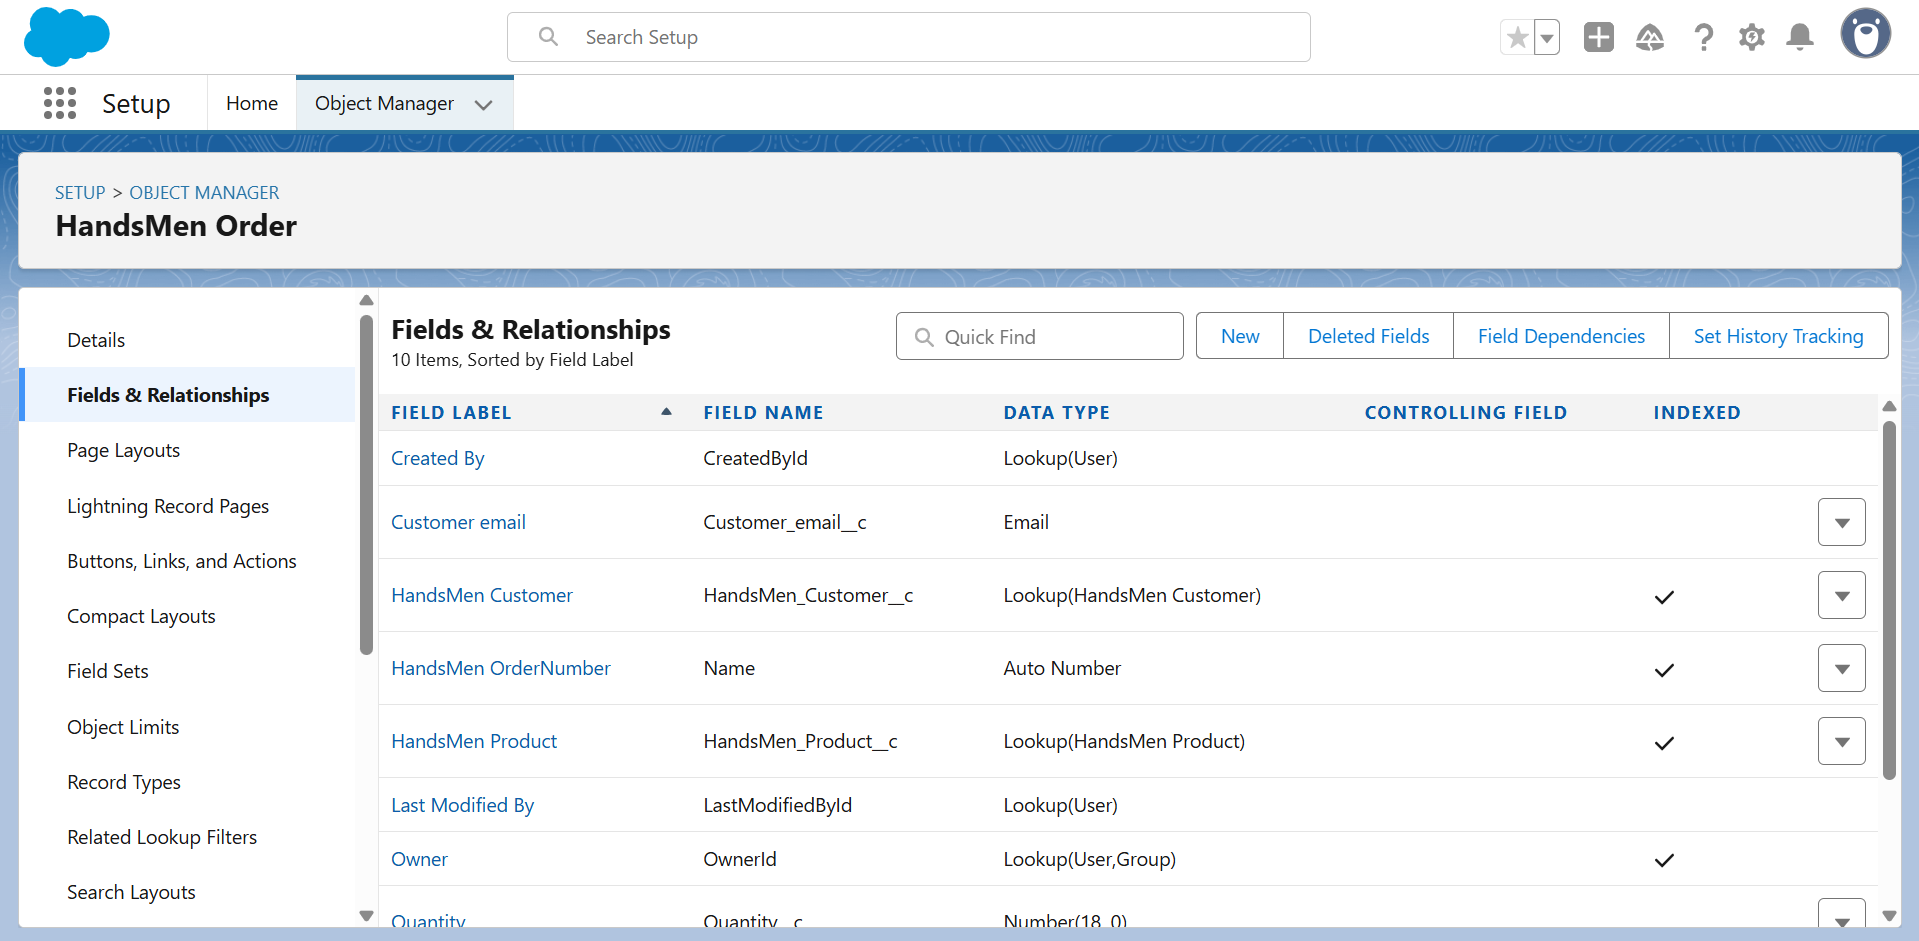 Search Setup
Setup
Home
Object Manager
SETUP > OBJECT MANAGER
HandsMen Order
Details
Fields & Relationships
Page Layouts
Lightning Record Pages
Buttons, Links, and Actions
Compact Layouts
Field Sets
Object Limits
Record Types
Related Lookup Filters
Search Layouts
Fields & Relationships
10 Items, Sorted by Field Label
Quick Find
New
Deleted Fields
Field Dependencies
Set History Tracking
FIELD LABEL FIELD NAME DATA TYPE CONTROLLING FIELD INDEXED
Created By CreatedById Lookup(User)
Customer email Customer_email__c Email
HandsMen Customer HandsMen_Customer__c Lookup(HandsMen Customer)
HandsMen OrderNumber Name Auto Number
HandsMen Product HandsMen_Product__c Lookup(HandsMen Product)
Last Modified By LastModifiedById Lookup(User)
Owner OwnerId Lookup(User,Group)
Quantity Quantity__c Number(18, 0)